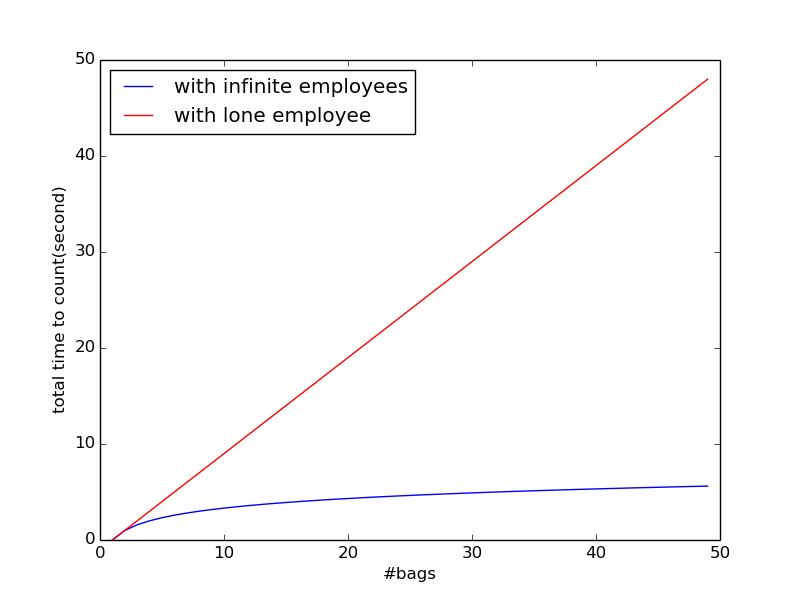 50
with infinite employees
with lone employee
40
30
20
10
0
total time to count(second)
0 10 20 30 40 50
#bags